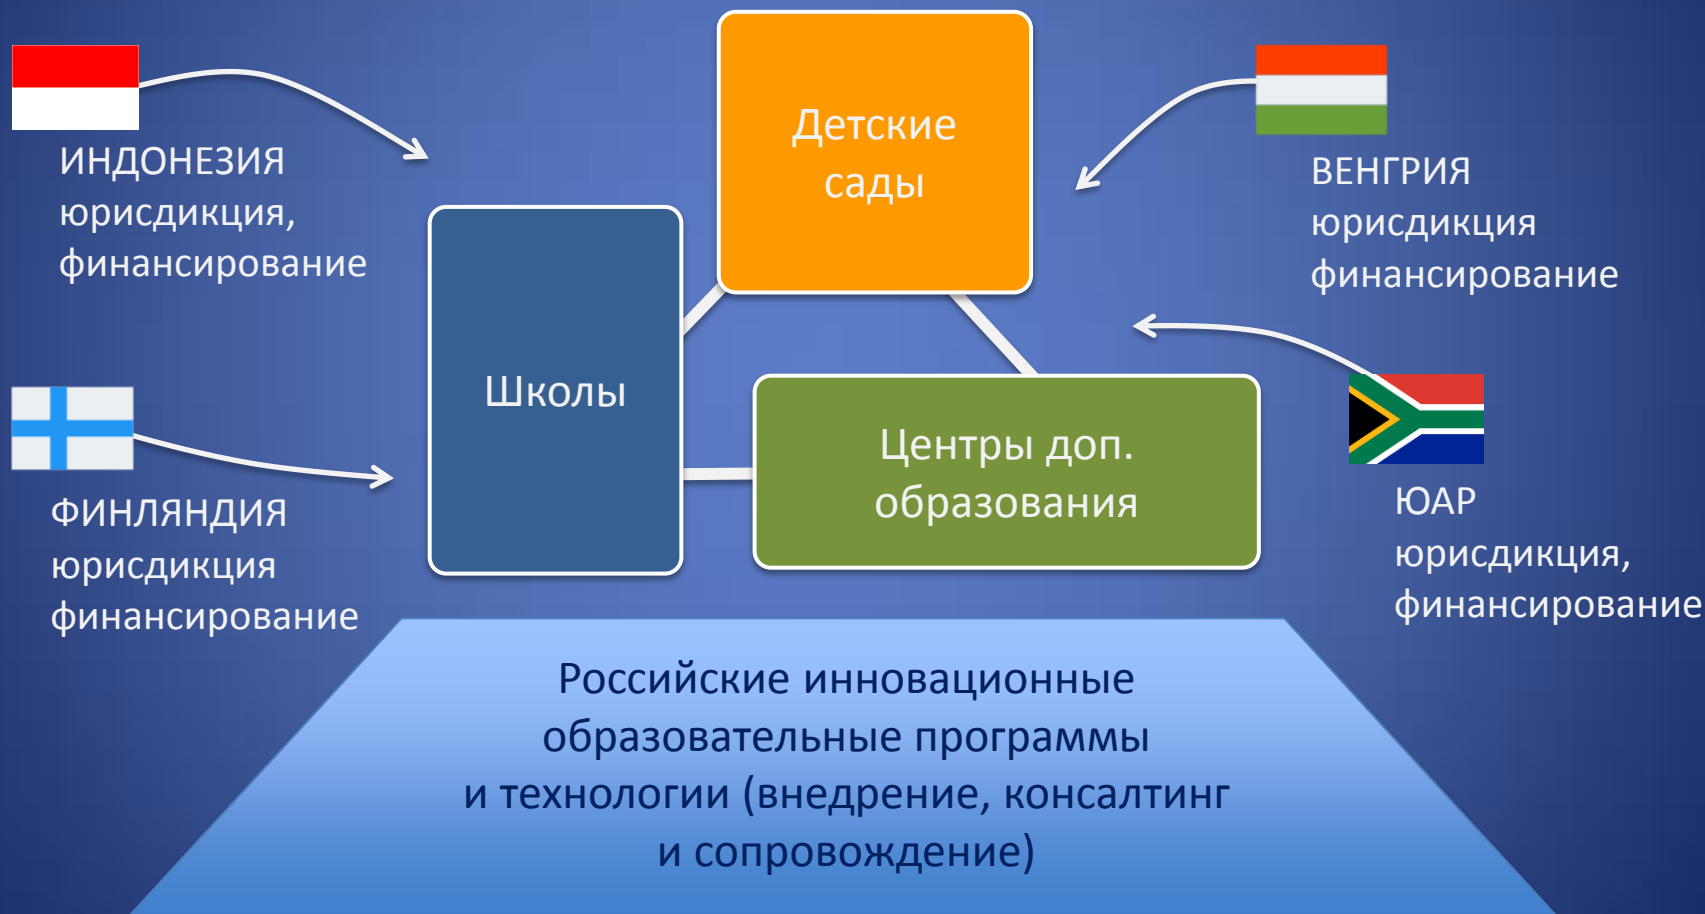 ИНДОНЕЗИЯ
юрисдикция,
финансирование
Детские
сады
ВЕНГРИЯ
юрисдикция
финансирование
Школы
Центры доп.
образования
ФИНЛЯНДИЯ
юрисдикция
финансирование
ЮАР
юрисдикция,
финансирование
Российские инновационные
образовательные программы
и технологии (внедрение, консалтинг
и сопровождение)